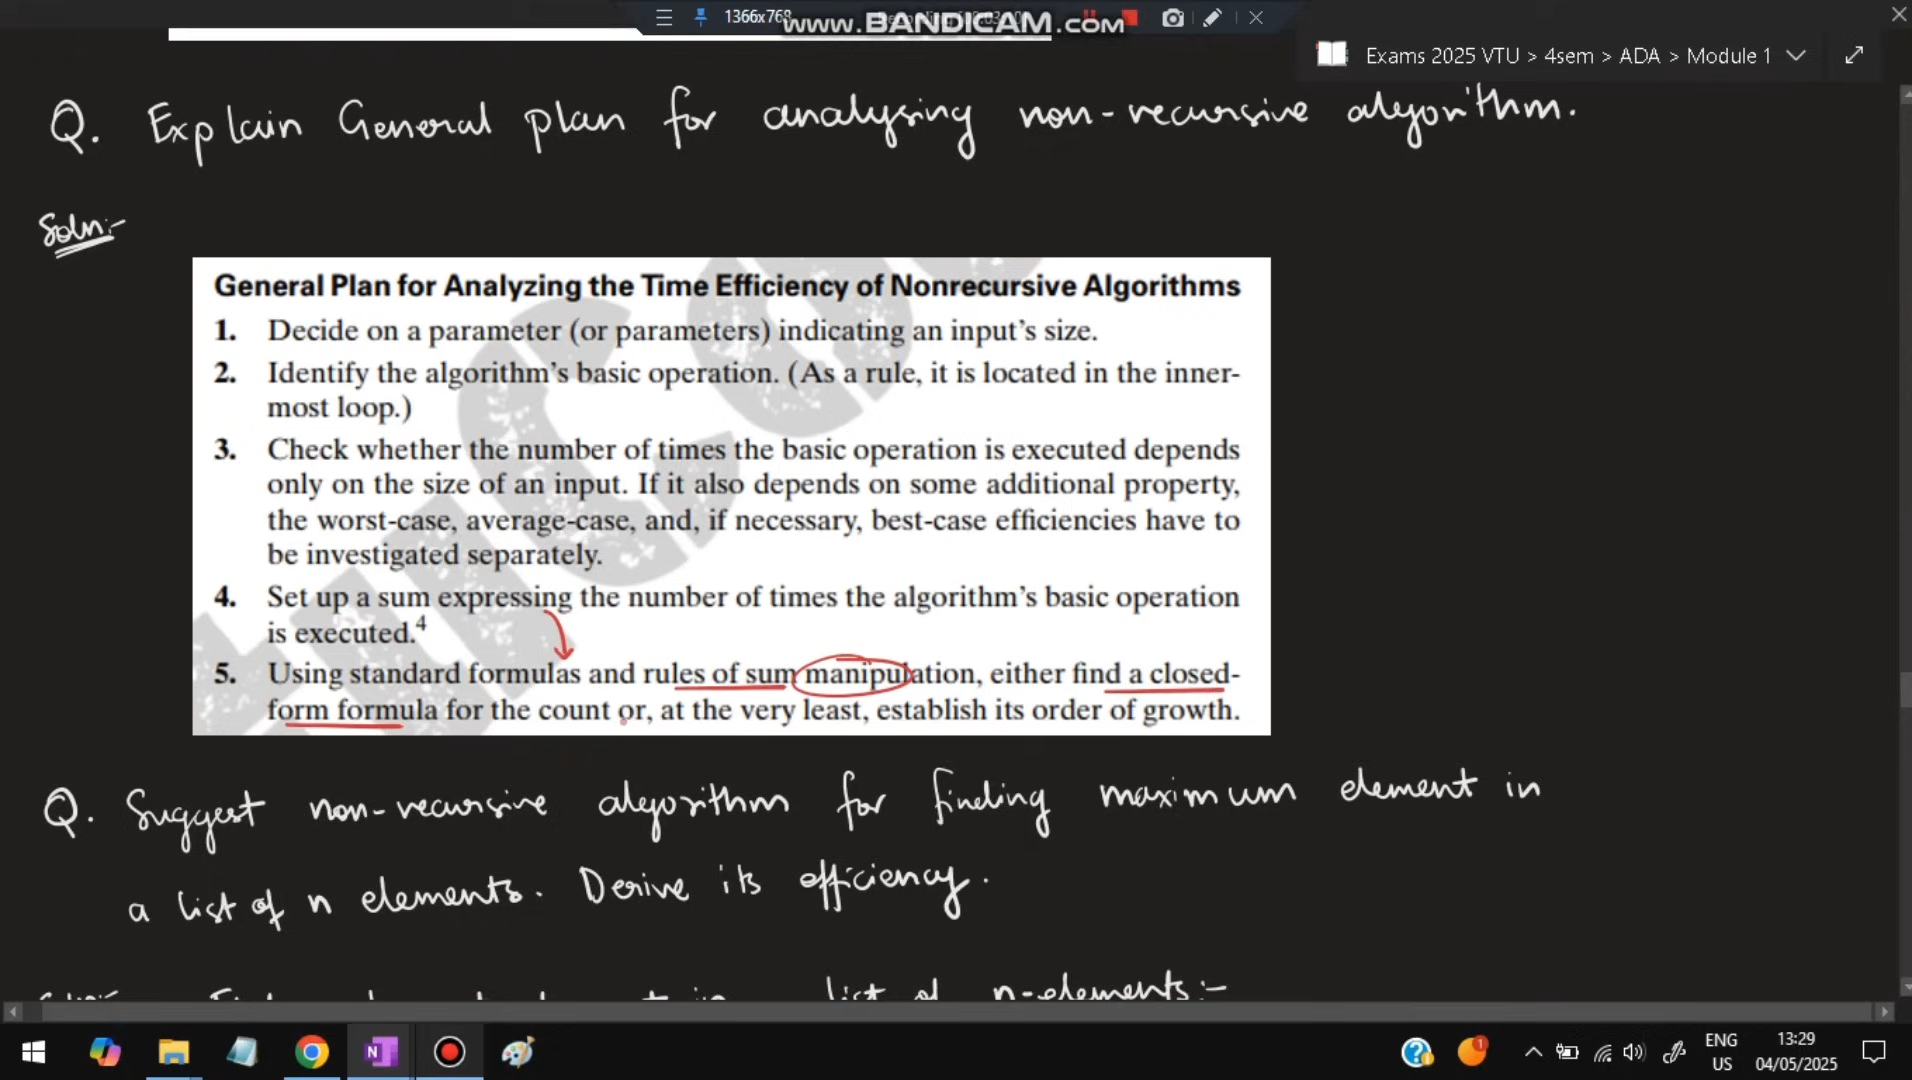 1366x768
www.BANDICAM.com
Exams 2025 VTU > 4sem > ADA > Module 1
Q. Explain General plan for analysing non-recursive algorithm.
Soln:-
General Plan for Analyzing the Time Efficiency of Nonrecursive Algorithms
1. Decide on a parameter (or parameters) indicating an input's size.
2. Identify the algorithm's basic operation. (As a rule, it is located in the inner-
most loop.)
3. Check whether the number of times the basic operation is executed depends
only on the size of an input. If it also depends on some additional property,
the worst-case, average-case, and, if necessary, best-case efficiencies have to
be investigated separately.
4. Set up a sum expressing the number of times the algorithm's basic operation
is executed.4
5. Using standard formulas and rules of sum manipulation, either find a closed-
form formula for the count or, at the very least, establish its order of growth.
Q. Suggest non-recursive algorithm for finding maximum element in
a list of n elements. Derive its efficiency.
list of n-elements:-
ENG
US
13:29
04/05/2025